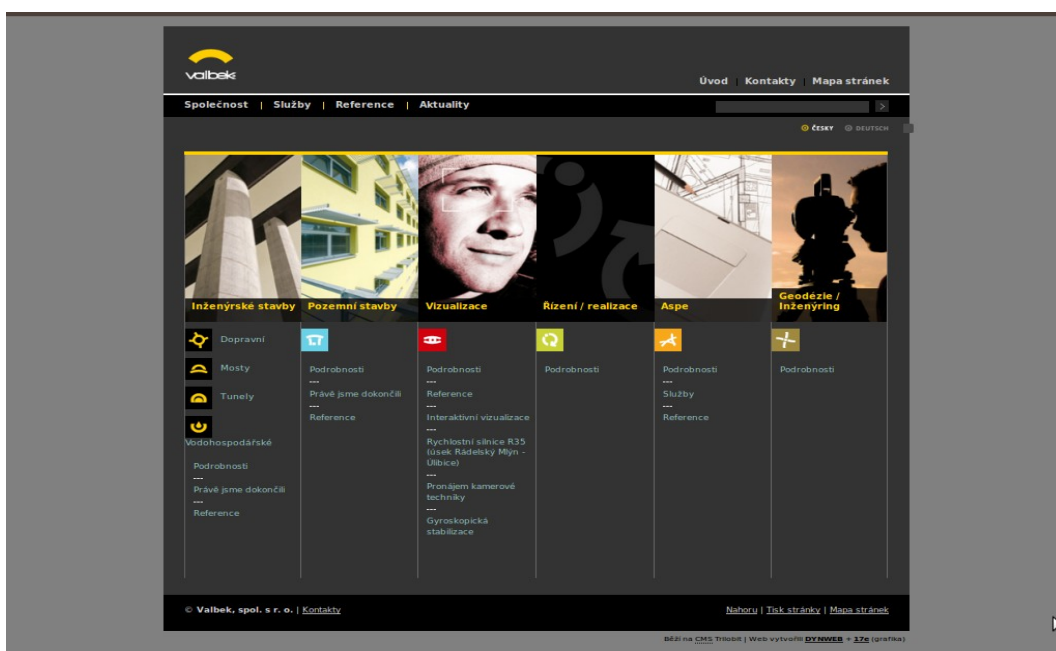 valbek
Úvod | Kontakty | Mapa stránek
Společnost | Služby | Reference | Aktuality
>
ČESKY DEUTSCH
Inženýrské stavby
Pozemní stavby
Vizualizace
Řízení / realizace
Aspe
Geodézie /
Inženýring
Dopravní
Mosty
Tunely
Vodohospodářské
Podrobnosti
---
Právě jsme dokončili
---
Reference
Podrobnosti
---
Právě jsme dokončili
---
Reference
Podrobnosti
---
Reference
---
Interaktivní vizualizace
---
Rychlostní silnice R35
(úsek Rádelský Mlýn -
Úlibice)
---
Pronájem kamerové
techniky
---
Gyroskopická
stabilizace
Podrobnosti
Podrobnosti
---
Služby
---
Reference
Podrobnosti
© Valbek, spol. s r. o. | Kontakty
Nahoru | Tisk stránky | Mapa stránek
Běží na CMS Trilobit | Web vytvořili DYNWEB + 17e (grafika)